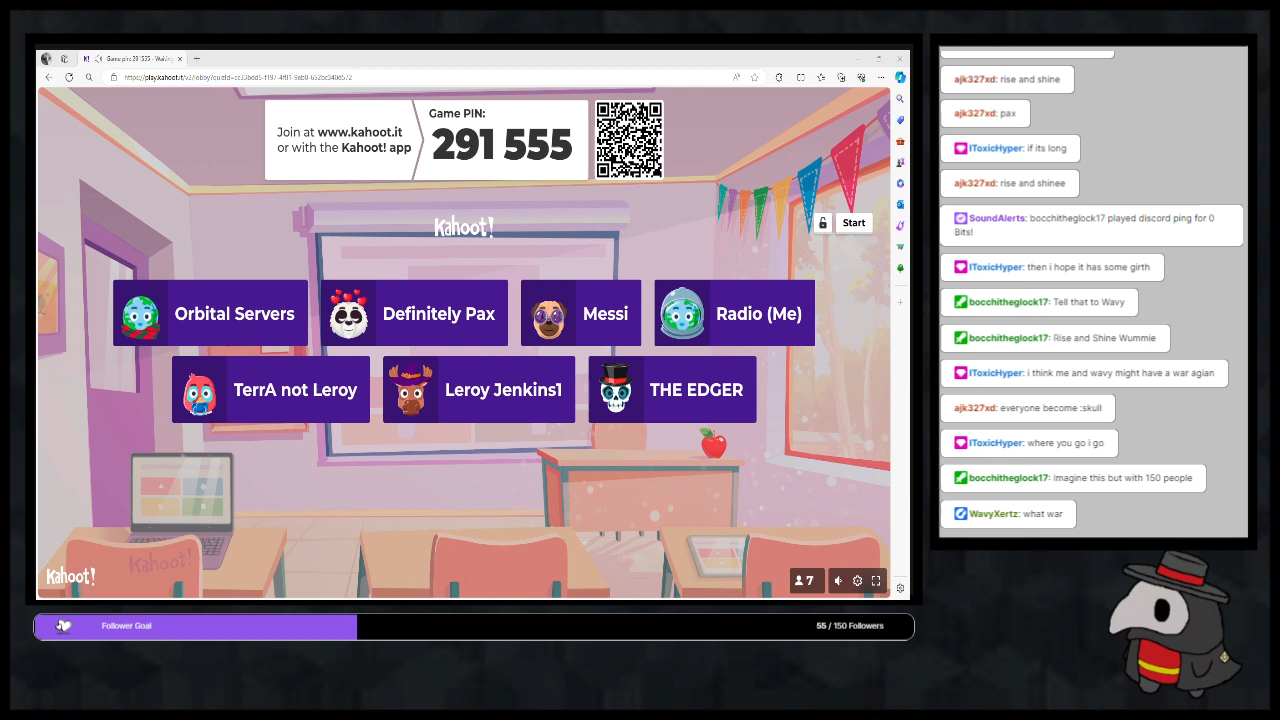 K! Game pin: 291555 - Waiting
Join at www.kahoot.it
or with the Kahoot! app
Game PIN:
291 555
Kahoot!
Start
Orbital Servers
Definitely Pax
Messi
Radio (Me)
TerrA not Leroy
Leroy Jenkins1
THE EDGER
Kahoot!
Kahoot!
7
Follower Goal
55 / 150 Followers
ajk327xd: rise and shine
ajk327xd: pax
IToxicHyper: if its long
ajk327xd: rise and shinee
SoundAlerts: bocchitheglock17 played discord ping for 0
Bits!
IToxicHyper: then i hope it has some girth
bocchitheglock17: Tell that to Wavy
bocchitheglock17: Rise and Shine Wummie
IToxicHyper: i think me and wavy might have a war agian
ajk327xd: everyone become :skull
IToxicHyper: where you go i go
bocchitheglock17: Imagine this but with 150 people
WavyXertz: what war